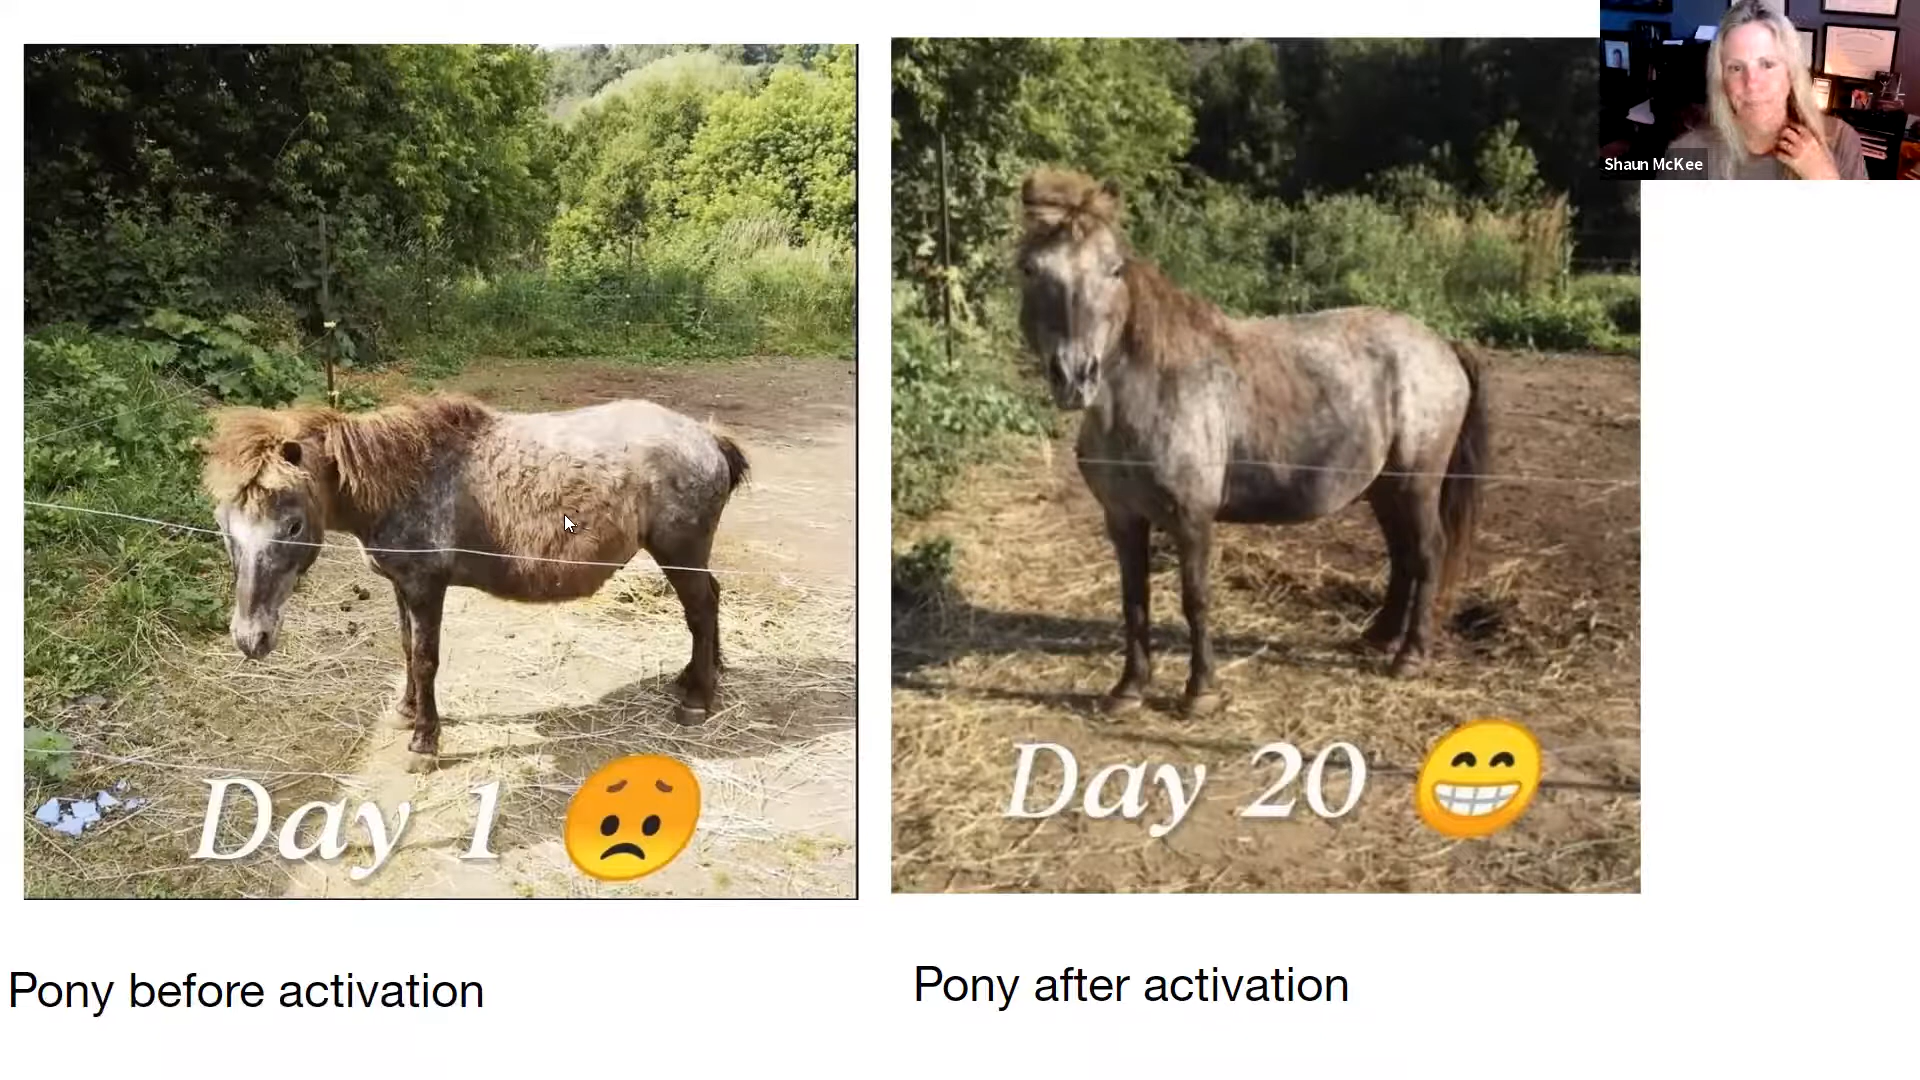 Shaun McKee
Day 1
Day 20
Pony before activation
Pony after activation